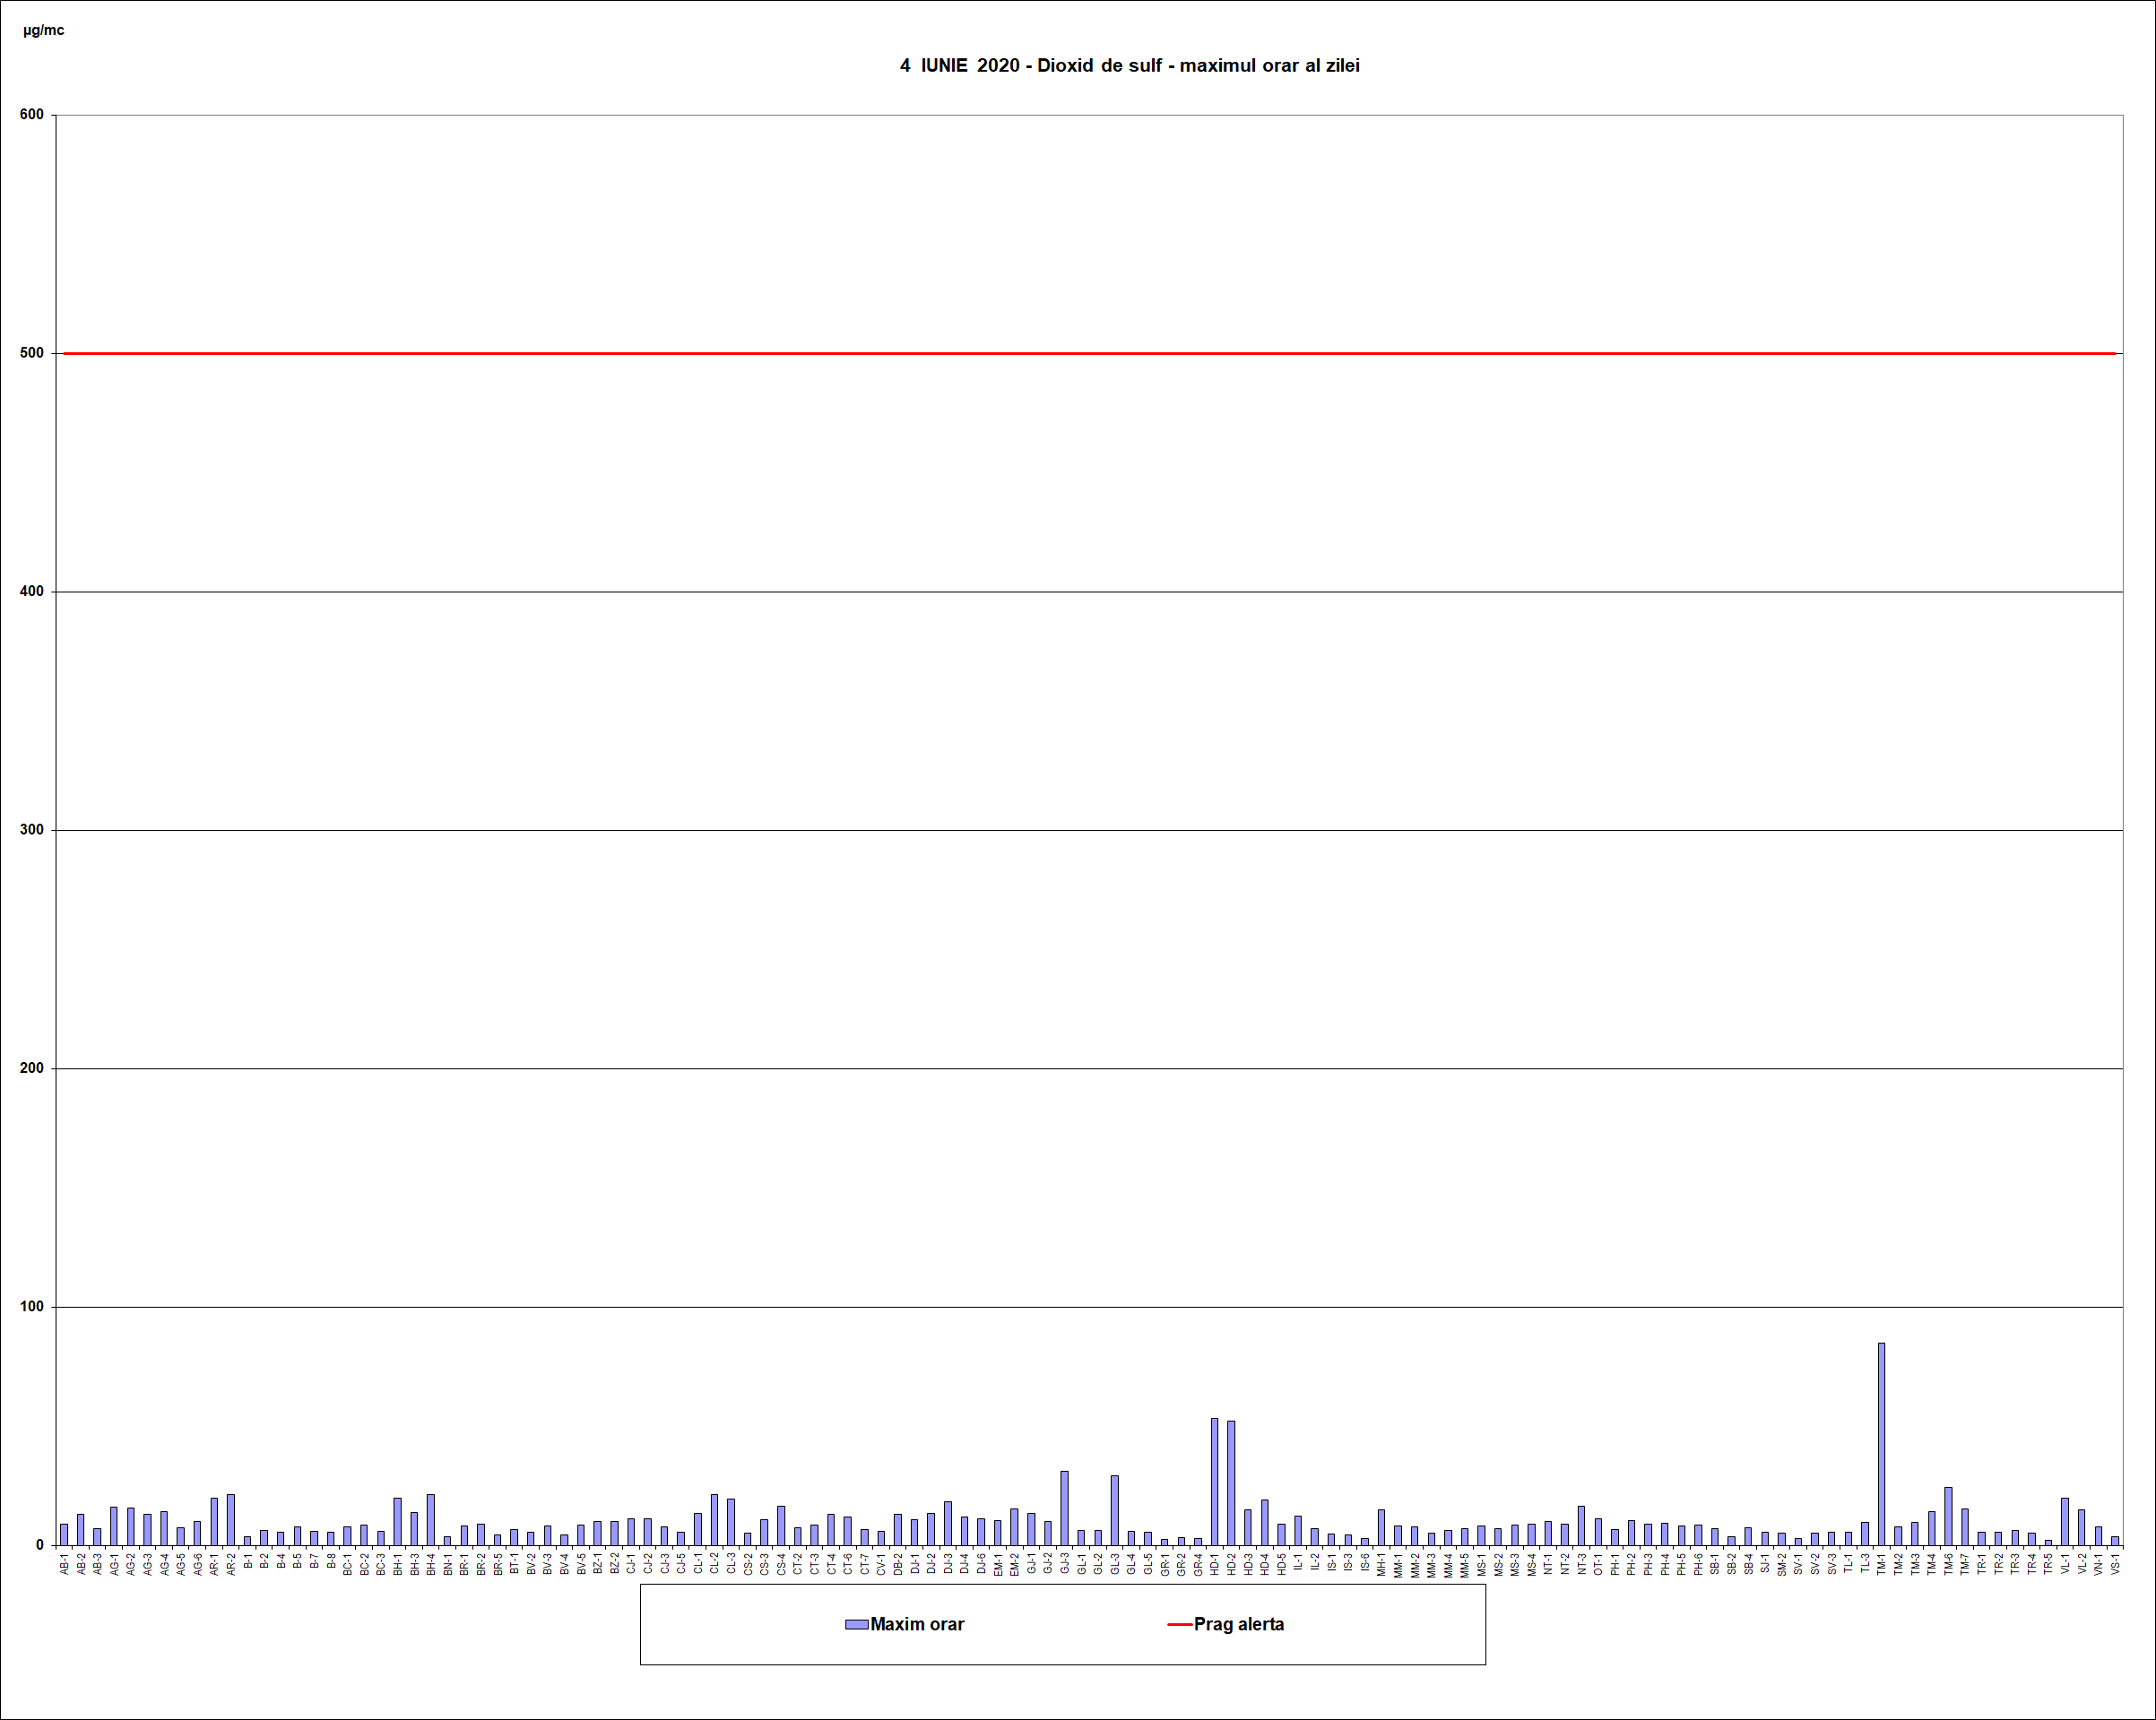 µg/mc
4 IUNIE 2020 - Dioxid de sulf - maximul orar al zilei
600
500
400
300
200
100
0
AB-1 AB-2 AB-3 AG-1 AG-2 AG-3 AG-4 AG-5 AG-6 AR-1 AR-2 B-1 B-2 B-4 B-5 B-7 B-8 BC-1 BC-2 BC-3 BH-1 BH-3 BH-4 BN-1 BR-1 BR-2 BR-5 BT-1 BV-2 BV-3 BV-4 BV-5 BZ-1 BZ-2 CJ-1 CJ-2 CJ-3 CJ-5 CL-1 CL-2 CL-3 CS-2 CS-3 CS-4 CT-2 CT-3 CT-4 CT-6 CT-7 CV-1 DB-2 DJ-1 DJ-2 DJ-3 DJ-4 DJ-6 EM-1 EM-2 GJ-1 GJ-2 GJ-3 GL-1 GL-2 GL-3 GL-4 GL-5 GR-1 GR-2 GR-4 HD-1 HD-2 HD-3 HD-4 HD-5 IL-1 IL-2 IS-1 IS-3 IS-6 MH-1 MM-1 MM-2 MM-3 MM-4 MM-5 MS-1 MS-2 MS-3 MS-4 NT-1 NT-2 NT-3 OT-1 PH-1 PH-2 PH-3 PH-4 PH-5 PH-6 SB-1 SB-2 SB-4 SJ-1 SM-2 SV-1 SV-2 SV-3 TL-1 TL-3 TM-1 TM-2 TM-3 TM-4 TM-6 TM-7 TR-1 TR-2 TR-3 TR-4 TR-5 VL-1 VL-2 VN-1 VS-1
Maxim orar Prag alerta